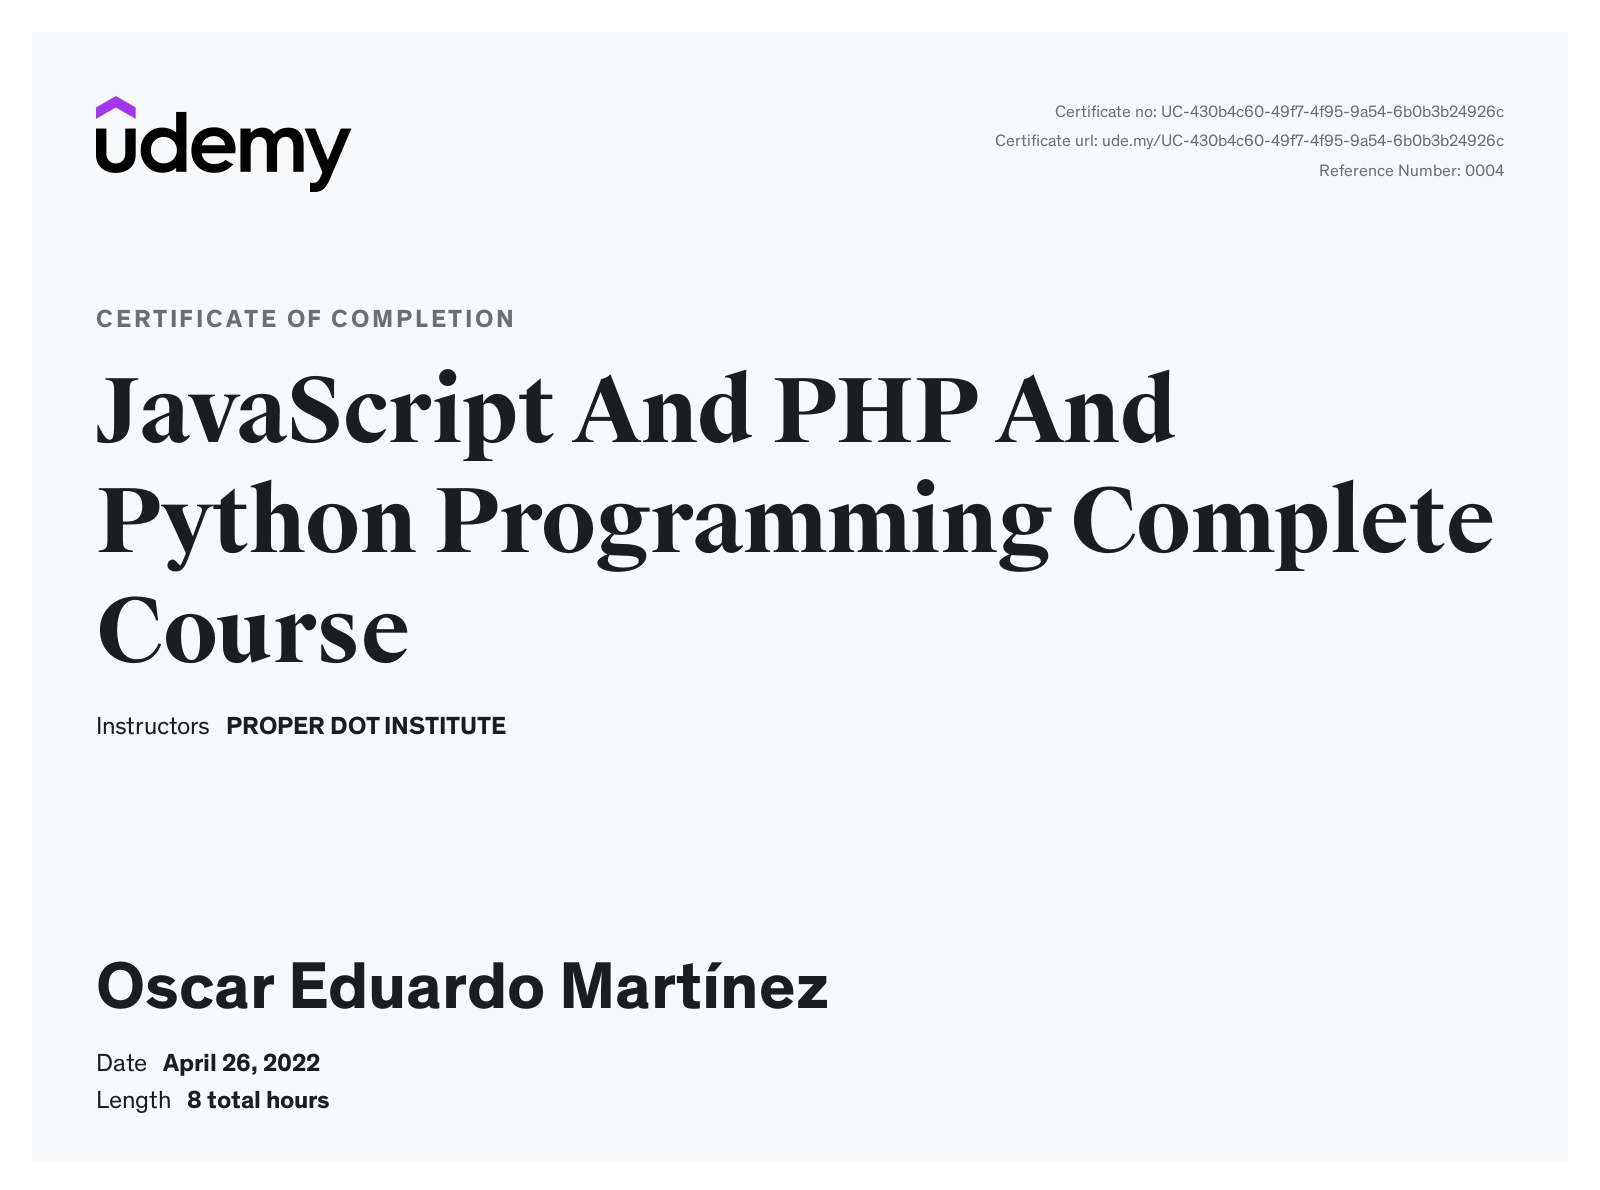 udemy
Certificate no: UC-430b4c60-49f7-4f95-9a54-6b0b3b24926c
Certificate url: ude.my/UC-430b4c60-49f7-4f95-9a54-6b0b3b24926c
Reference Number: 0004
CERTIFICATE OF COMPLETION
JavaScript And PHP And
Python Programming Complete
Course
Instructors PROPER DOT INSTITUTE
Oscar Eduardo Martínez
Date April 26, 2022
Length 8 total hours